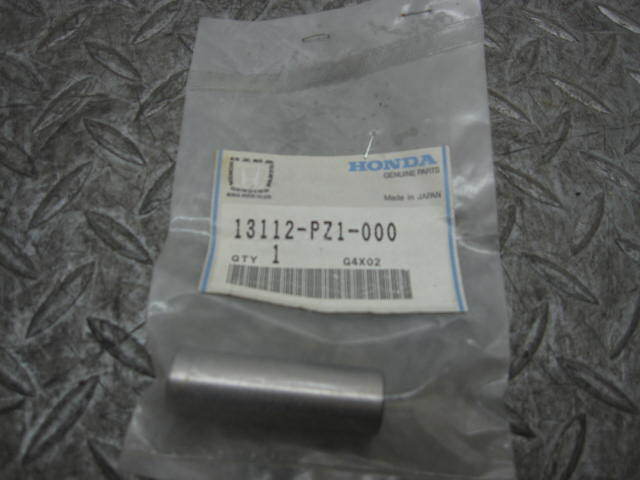 HONDA
GENUINE PARTS
Made in JAPAN
13112-PZ1-000
QTY 1 G4X02